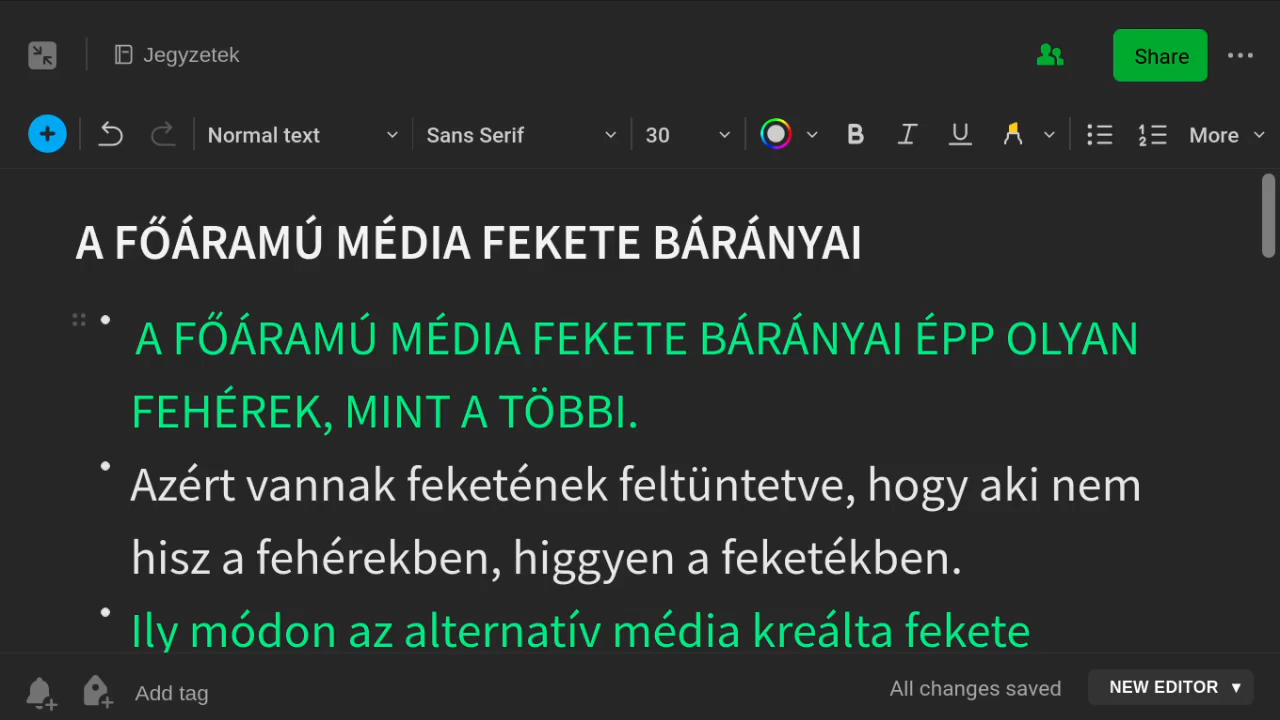 Jegyzetek
Share
Normal text
Sans Serif
30
B I U
More
A FŐÁRAMÚ MÉDIA FEKETE BÁRÁNYAI
A FŐÁRAMÚ MÉDIA FEKETE BÁRÁNYAI ÉPP OLYAN
FEHÉREK, MINT A TÖBBI.
Azért vannak feketének feltüntetve, hogy aki nem
hisz a fehérekben, higgyen a feketékben.
Ily módon az alternatív média kreálta fekete
Add tag
All changes saved
NEW EDITOR